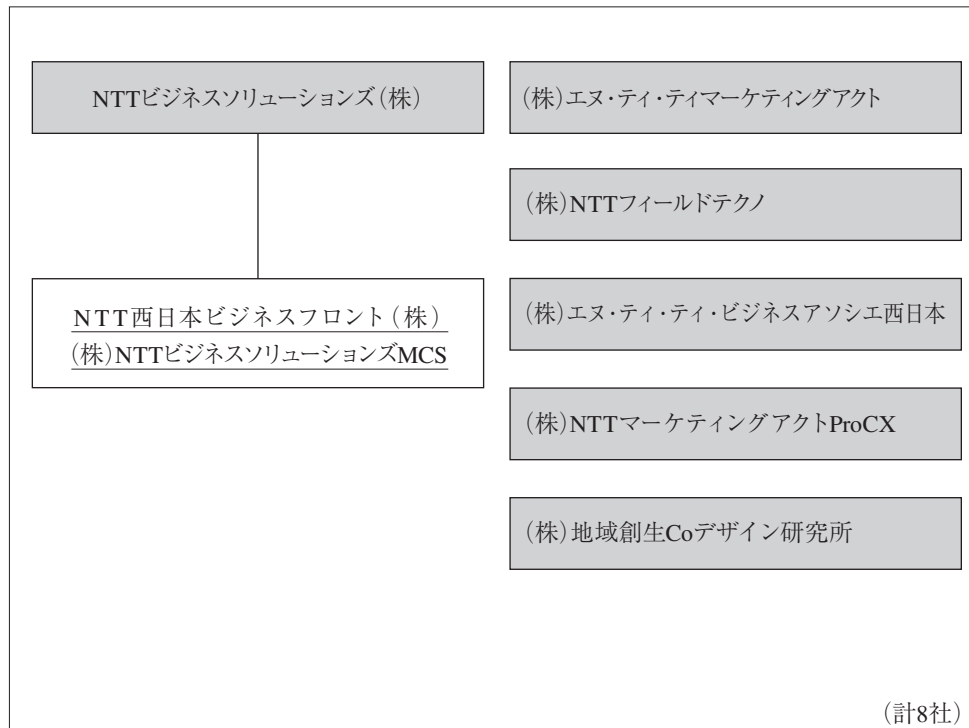 NTTビジネスソリューションズ(株)
NTT西日本ビジネスフロント(株)
(株)NTTビジネスソリューションズMCS
(株)エヌ・ティ・ティマーケティングアクト
(株)NTTフィールドテクノ
(株)エヌ・ティ・ティ・ビジネスアソシエ西日本
(株)NTTマーケティングアクトProCX
(株)地域創生Coデザイン研究所
(計8社)